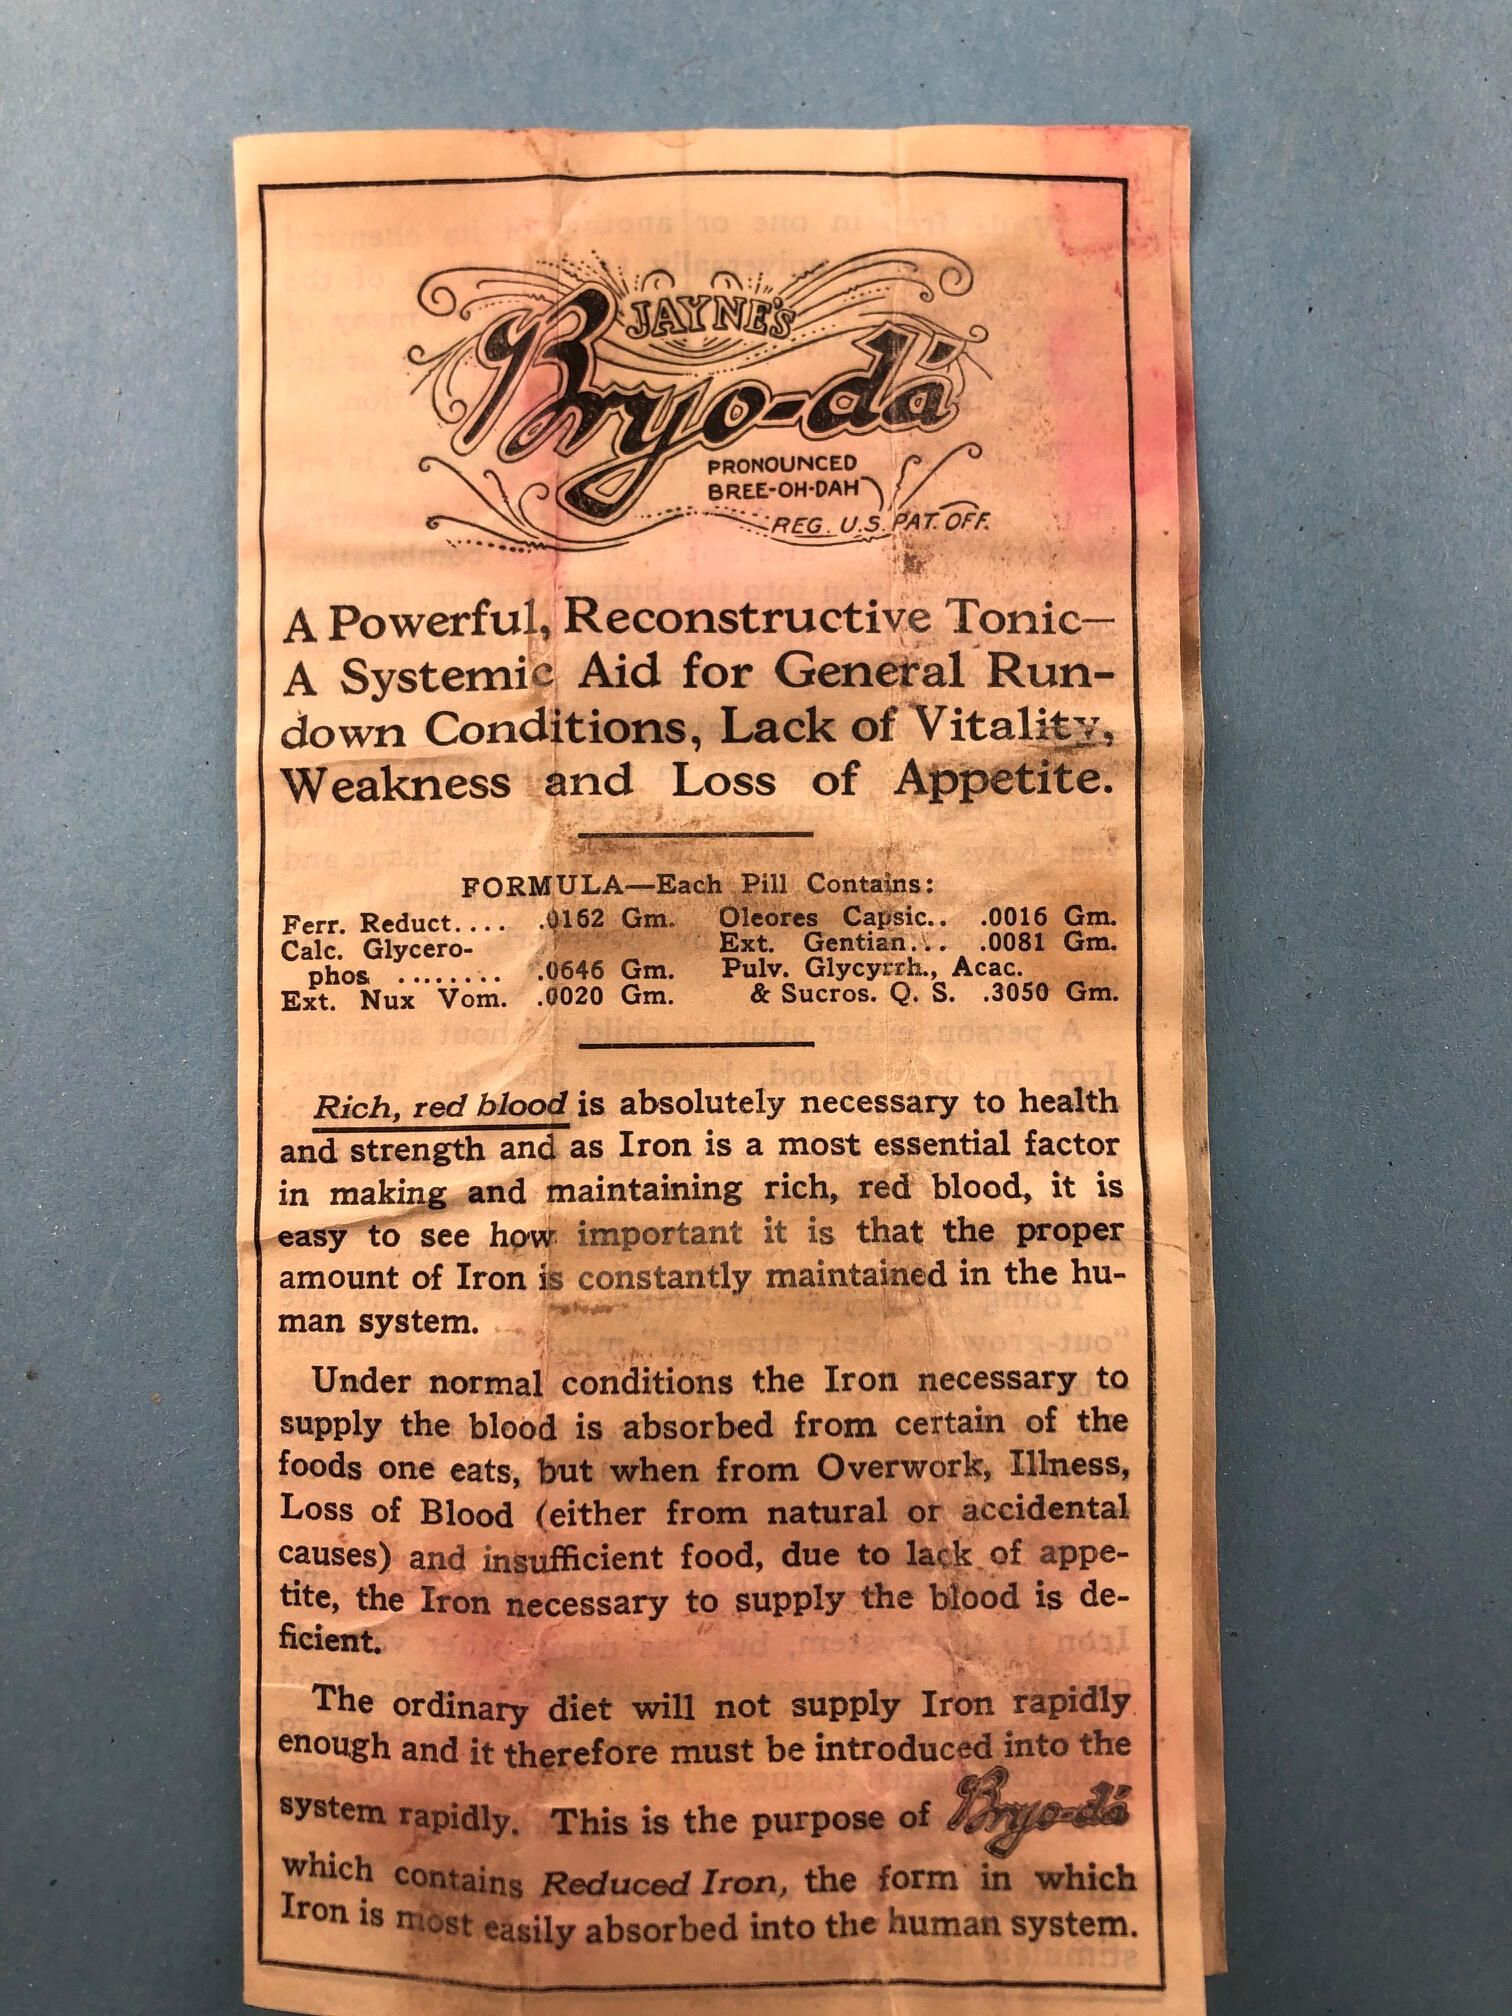 JAYNE'S
Bryo-dá
PRONOUNCED
BREE-OH-DAH
REG. U.S. PAT. OFF.
A Powerful, Reconstructive Tonic—
A Systemic Aid for General Run-
down Conditions, Lack of Vitality,
Weakness and Loss of Appetite.
FORMULA—Each Pill Contains:
Ferr. Reduct.... .0162 Gm.
Calc. Glycero-
phos ........ .0646 Gm.
Ext. Nux Vom. .0020 Gm.
Oleores Capsic.. .0016 Gm.
Ext. Gentian... .0081 Gm.
Pulv. Glycyrrh., Acac.
& Sucros. Q. S. .3050 Gm.
Rich, red blood is absolutely necessary to health
and strength and as Iron is a most essential factor
in making and maintaining rich, red blood, it is
easy to see how important it is that the proper
amount of Iron is constantly maintained in the hu-
man system.
Under normal conditions the Iron necessary to
supply the blood is absorbed from certain of the
foods one eats, but when from Overwork, Illness,
Loss of Blood (either from natural or accidental
causes) and insufficient food, due to lack of appe-
tite, the Iron necessary to supply the blood is de-
ficient.
The ordinary diet will not supply Iron rapidly
enough and it therefore must be introduced into the
system rapidly. This is the purpose of Bryo-dá
which contains Reduced Iron, the form in which
Iron is most easily absorbed into the human system.